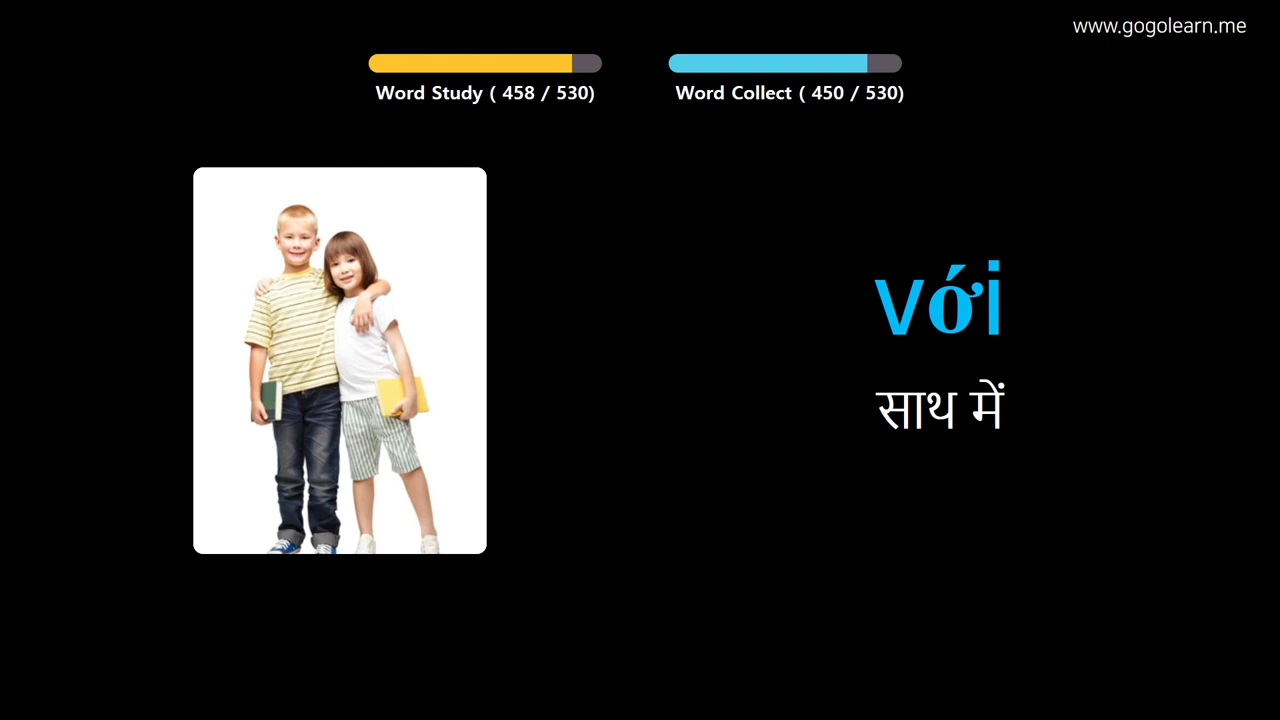 www.gogolearn.me
Word Study ( 458 / 530)
Word Collect ( 450 / 530)
với
साथ में